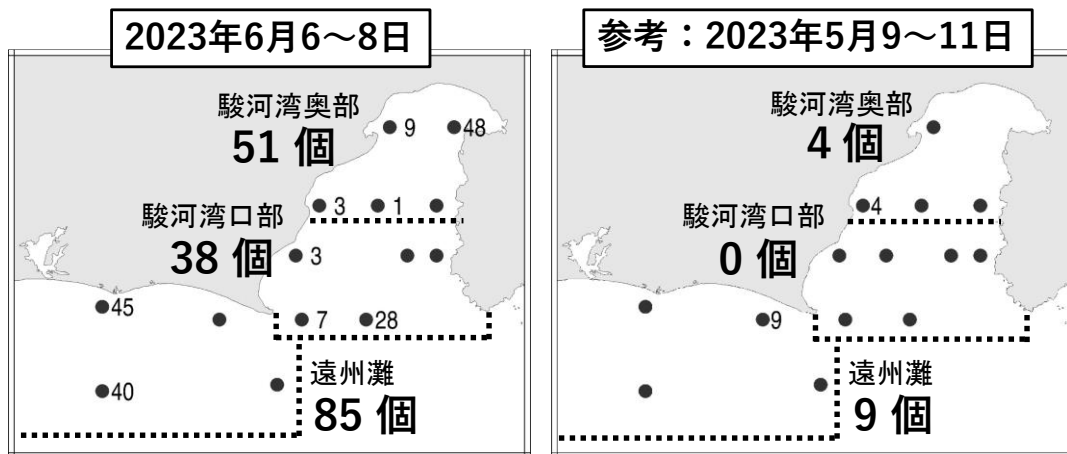 2023年6月6～8日
駿河湾奥部
51 個
9
48
3
1
駿河湾口部
38 個
3
7
28
45
40
遠州灘
85 個
参考：2023年5月9～11日
駿河湾奥部
4 個
4
駿河湾口部
0 個
9
遠州灘
9 個